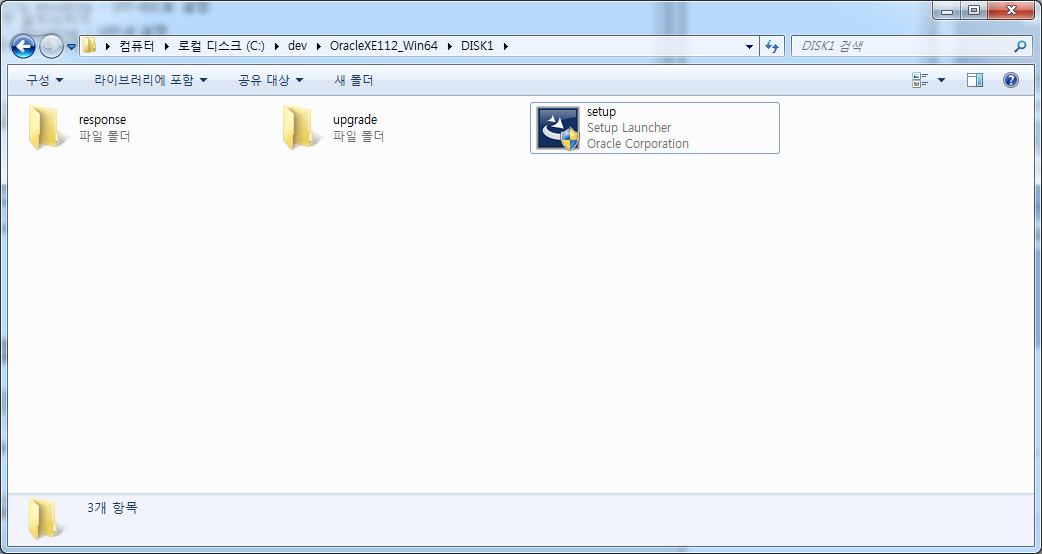 컴퓨터 로컬 디스크 (C:) dev OracleXE112_Win64 DISK1
DISK1 검색
구성 라이브러리에 포함 공유 대상 새 폴더
response
파일 폴더
upgrade
파일 폴더
setup
Setup Launcher
Oracle Corporation
3개 항목